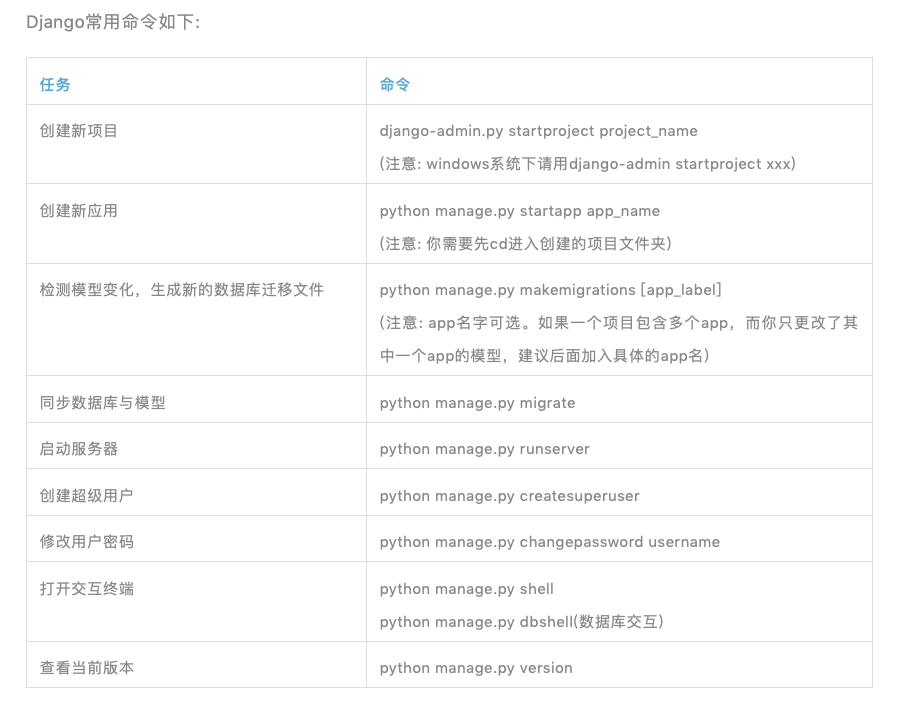 Django常用命令如下:
任务
命令
创建新项目
django-admin.py startproject project_name
(注意: windows系统下请用django-admin startproject xxx)
创建新应用
python manage.py startapp app_name
(注意: 你需要先cd进入创建的项目文件夹)
检测模型变化，生成新的数据库迁移文件
python manage.py makemigrations [app_label]
(注意: app名字可选。如果一个项目包含多个app，而你只更改了其
中一个app的模型，建议后面加入具体的app名)
同步数据库与模型
python manage.py migrate
启动服务器
python manage.py runserver
创建超级用户
python manage.py createsuperuser
修改用户密码
python manage.py changepassword username
打开交互终端
python manage.py shell
python manage.py dbshell(数据库交互)
查看当前版本
python manage.py version